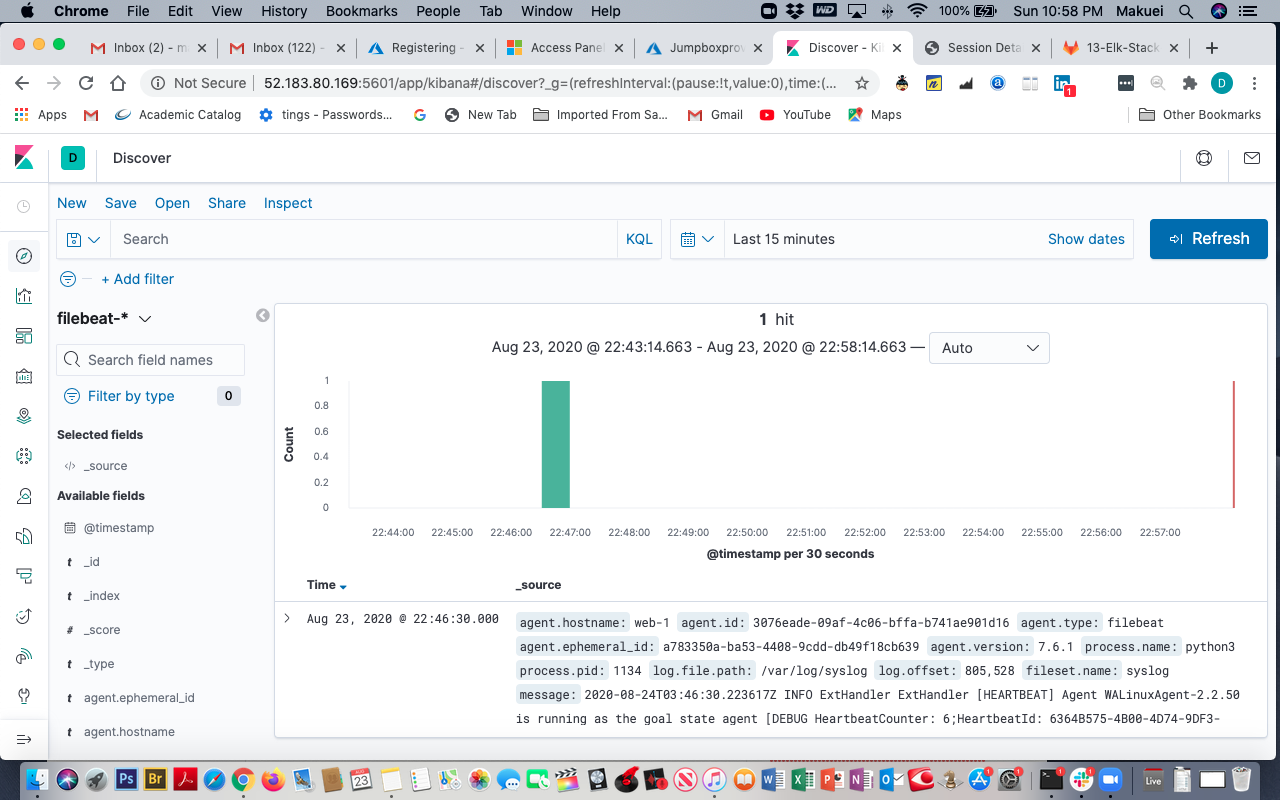 Chrome File Edit View History Bookmarks People Tab Window Help WD 100% Sun 10:58 PM Makuei
Inbox (2) - m Inbox (122) - Registering - Access Pane Jumpboxprov Discover - Ki Session Deta 13-Elk-Stack
Not Secure 52.183.80.169:5601/app/kibana#/discover?_g=(refreshInterval:(pause:!t,value:0),time:(... 1 D
Apps Academic Catalog tings - Passwords... New Tab Imported From Sa... Gmail YouTube Maps Other Bookmarks
D Discover
New Save Open Share Inspect
Search KQL Last 15 minutes Show dates Refresh
+ Add filter
filebeat-*
Search field names
Filter by type 0
Selected fields
_source
Available fields
@timestamp
t _id
t _index
# _score
t _type
t agent.ephemeral_id
t agent.hostname
1 hit
Aug 23, 2020 @ 22:43:14.663 - Aug 23, 2020 @ 22:58:14.663 — Auto
Count
1
0.8
0.6
0.4
0.2
0
22:44:00 22:45:00 22:46:00 22:47:00 22:48:00 22:49:00 22:50:00 22:51:00 22:52:00 22:53:00 22:54:00 22:55:00 22:56:00 22:57:00
@timestamp per 30 seconds
Time _source
Aug 23, 2020 @ 22:46:30.000 agent.hostname: web-1 agent.id: 3076eade-09af-4c06-bffa-b741ae901d16 agent.type: filebeat
agent.ephemeral_id: a783350a-ba53-4408-9cdd-db49f18cb639 agent.version: 7.6.1 process.name: python3
process.pid: 1134 log.file.path: /var/log/syslog log.offset: 805,528 fileset.name: syslog
message: 2020-08-24T03:46:30.223617Z INFO ExtHandler ExtHandler [HEARTBEAT] Agent WALinuxAgent-2.2.50
is running as the goal state agent [DEBUG HeartbeatCounter: 6;HeartbeatId: 6364B575-4B00-4D74-9DF3-
Ps Br AUG 23 W X P N O Live